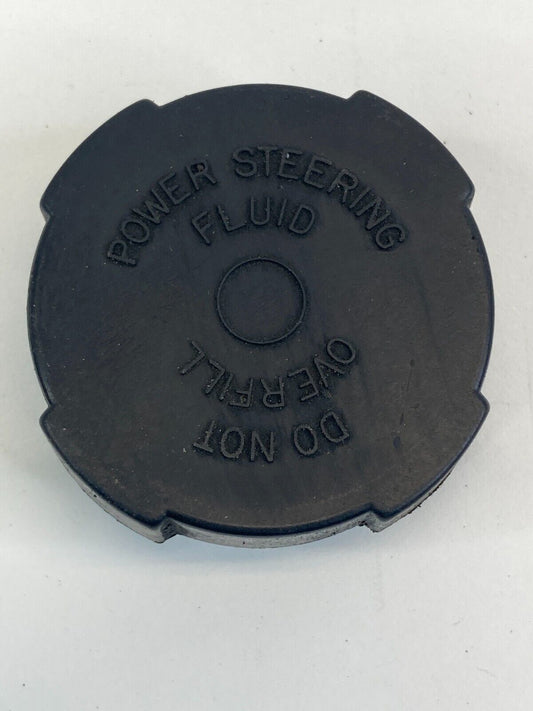 POWER STEERING
FLUID
DO NOT
OVERFILL